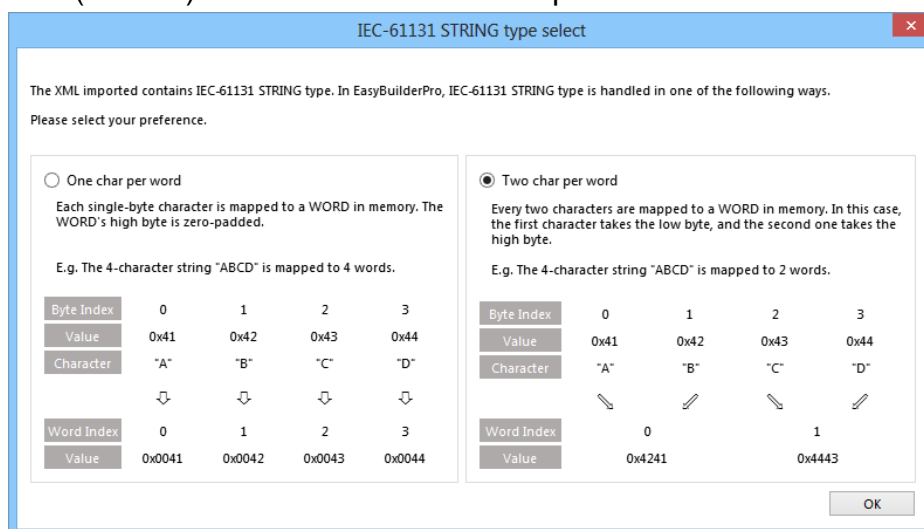 IEC-61131 STRING type select
The XML imported contains IEC-61131 STRING type. In EasyBuilderPro, IEC-61131 STRING type is handled in one of the following ways.
Please select your preference.
One char per word
Each single-byte character is mapped to a WORD in memory. The
WORD's high byte is zero-padded.
E.g. The 4-character string "ABCD" is mapped to 4 words.
Byte Index 0 1 2 3
Value 0x41 0x42 0x43 0x44
Character "A" "B" "C" "D"
Word Index 0 1 2 3
Value 0x0041 0x0042 0x0043 0x0044
Two char per word
Every two characters are mapped to a WORD in memory. In this case,
the first character takes the low byte, and the second one takes the
high byte.
E.g. The 4-character string "ABCD" is mapped to 2 words.
Byte Index 0 1 2 3
Value 0x41 0x42 0x43 0x44
Character "A" "B" "C" "D"
Word Index 0 1
Value 0x4241 0x4443
OK